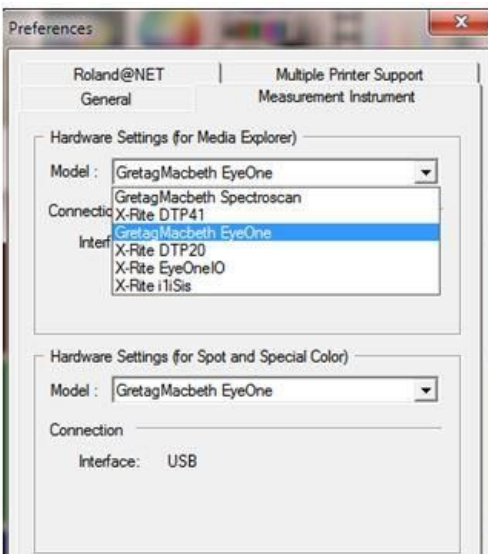 Preferences
Roland@NET
Multiple Printer Support
General
Measurement Instrument
Hardware Settings (for Media Explorer)
Model : GretagMacbeth EyeOne
GretagMacbeth Spectroscan
Connectio
X-Rite DTP41
GretagMacbeth EyeOne
Interf
X-Rite DTP20
X-Rite EyeOneIO
X-Rite i1iSis
Hardware Settings (for Spot and Special Color)
Model : GretagMacbeth EyeOne
Connection
Interface: USB